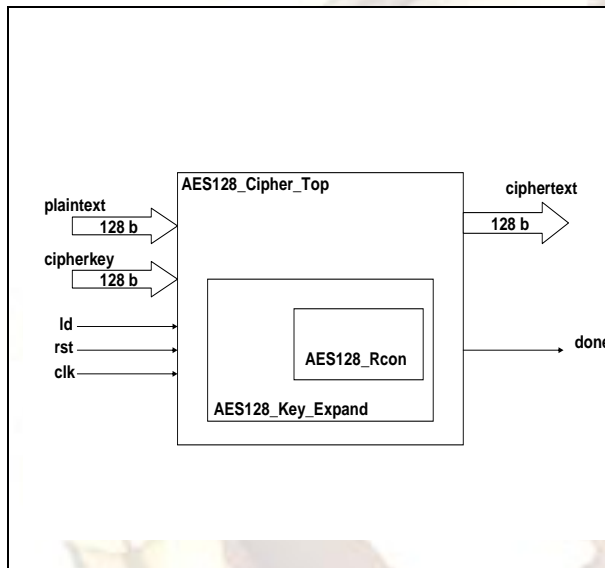 AES128_Cipher_Top
plaintext
128 b
ciphertext
128 b
cipherkey
128 b
ld
rst
clk
done
AES128_Rcon
AES128_Key_Expand